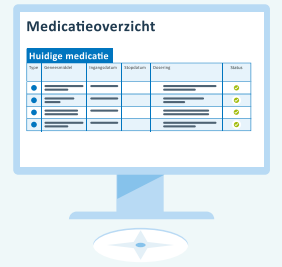 Medicatieoverzicht
Huidige medicatie
Type Geneesmiddel Ingangsdatum Stopdatum Dosering Status